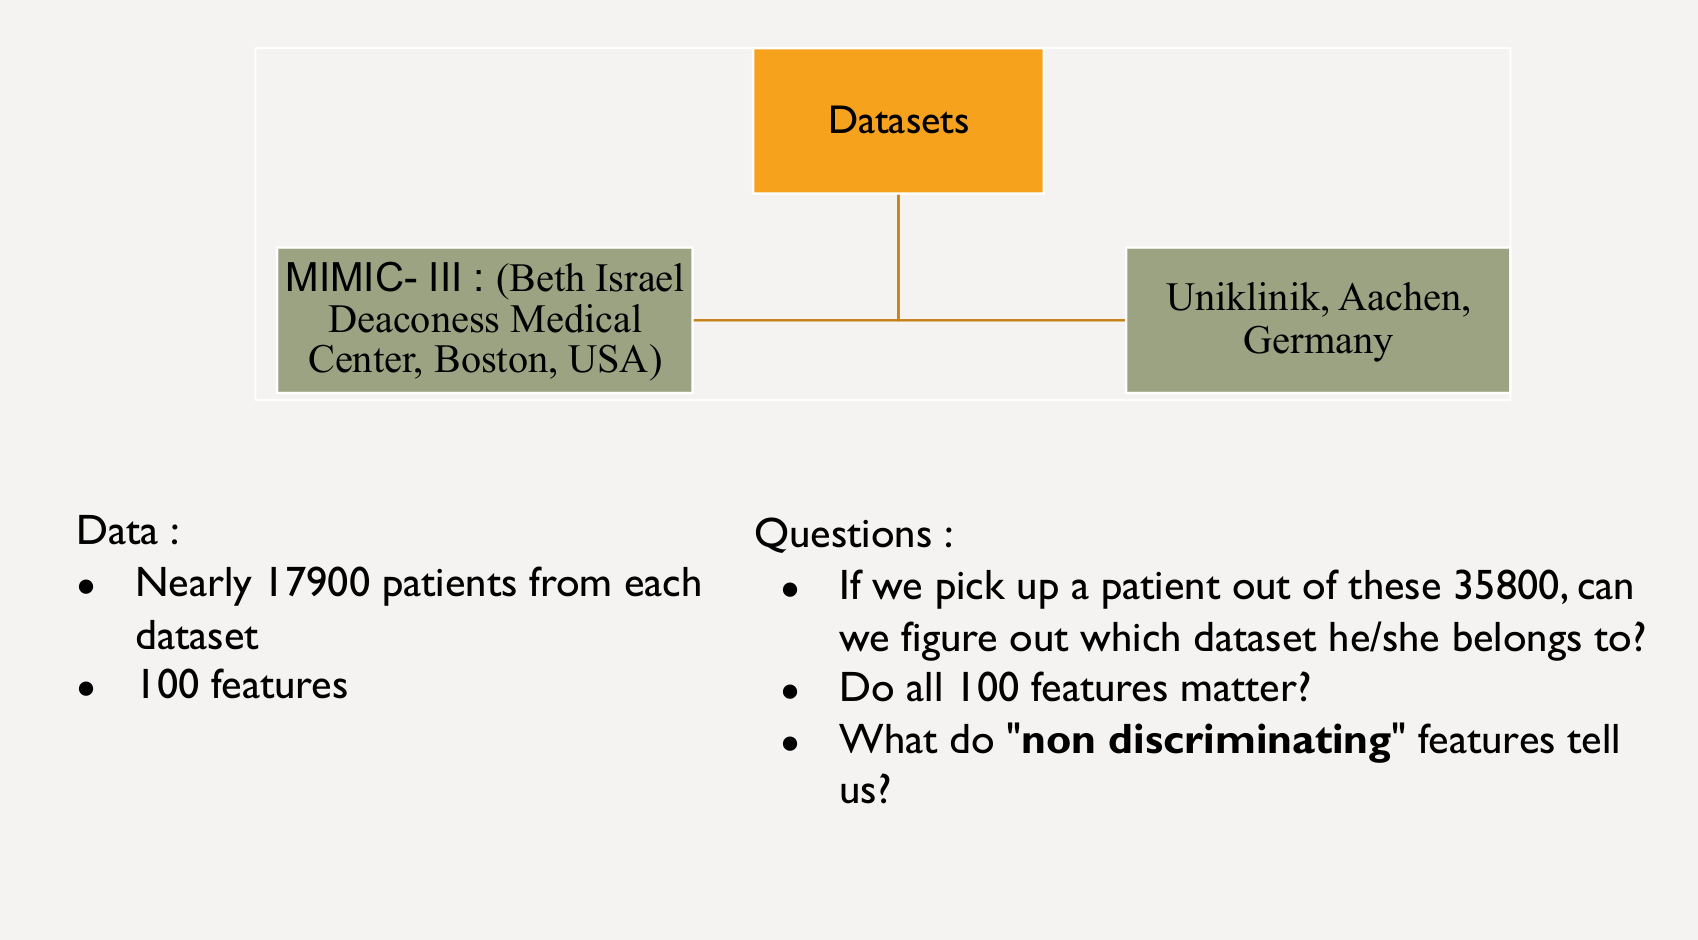 Datasets
MIMIC- III : (Beth Israel
Deaconess Medical
Center, Boston, USA)
Uniklinik, Aachen,
Germany
Data :
● Nearly 17900 patients from each
dataset
● 100 features
Questions :
● If we pick up a patient out of these 35800, can
we figure out which dataset he/she belongs to?
● Do all 100 features matter?
● What do "non discriminating" features tell
us?